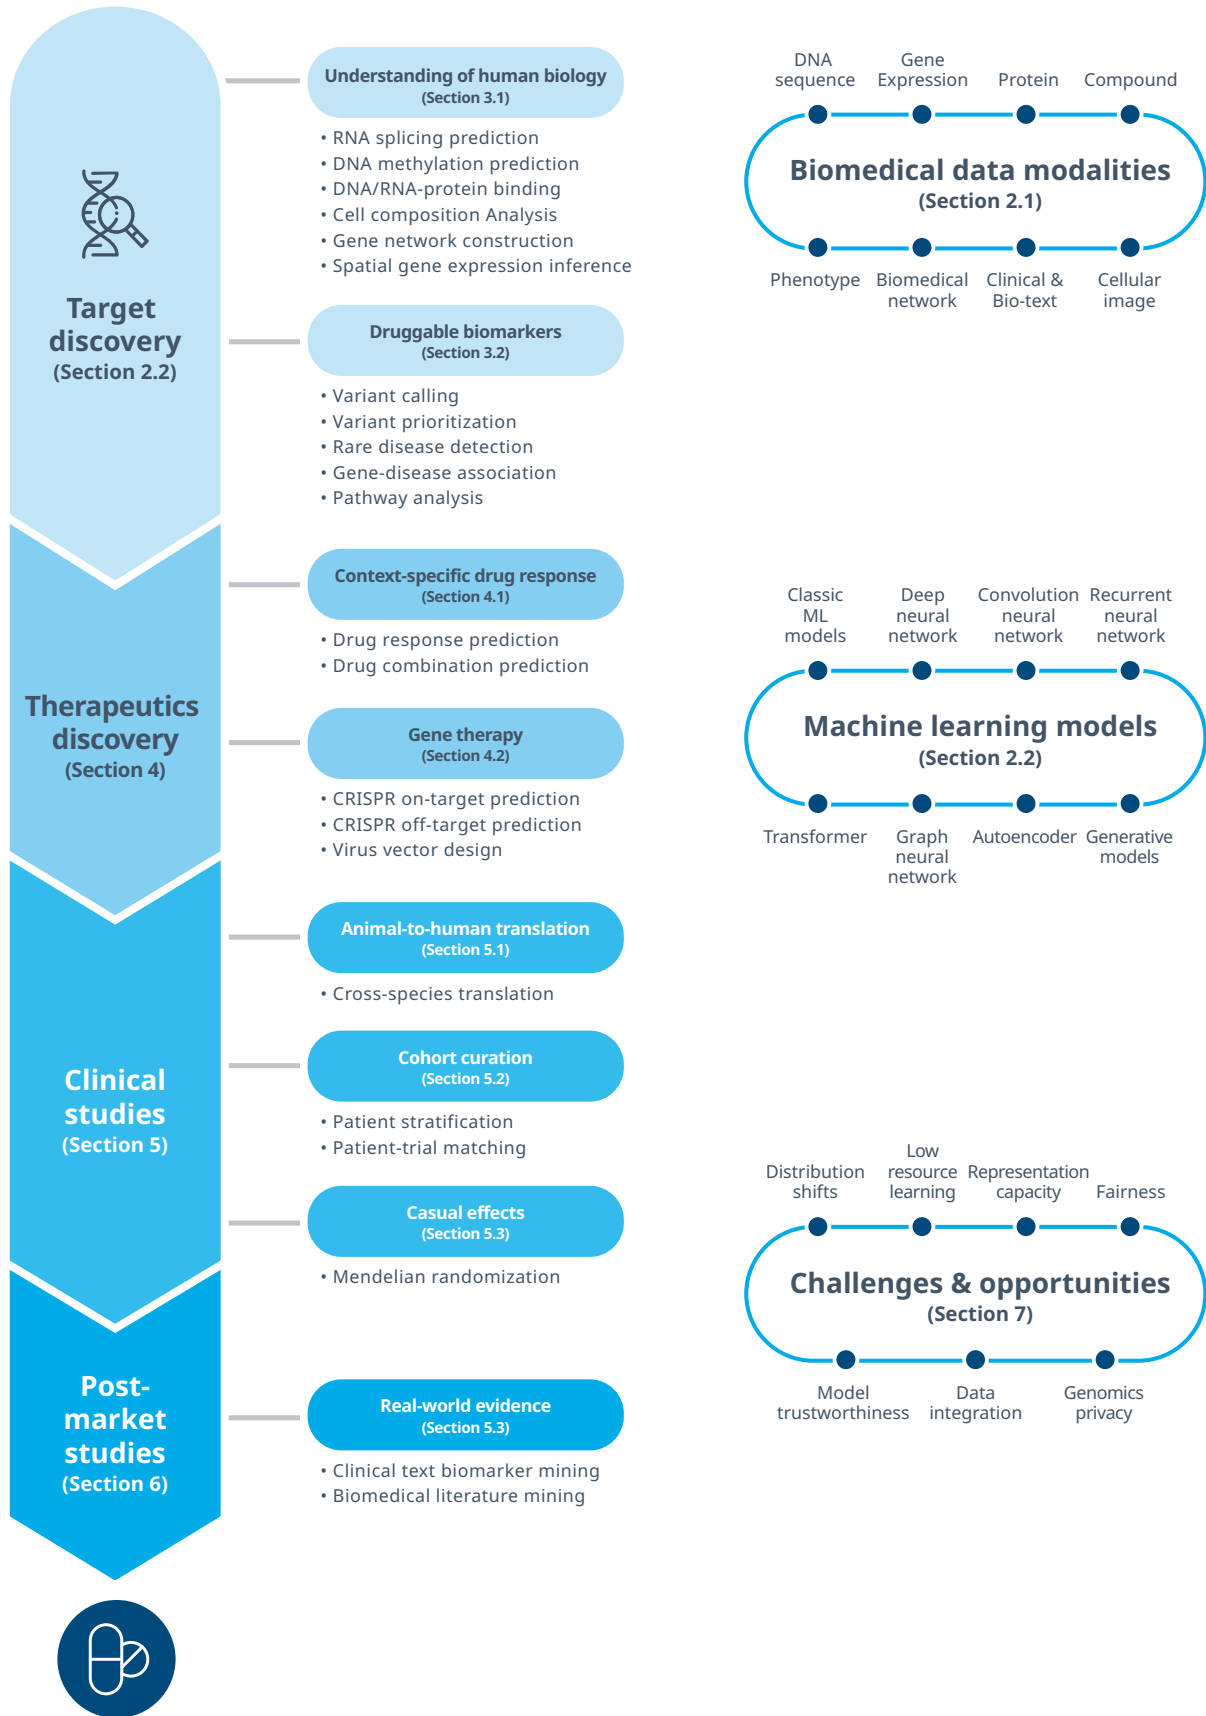 Target
discovery
(Section 2.2)
Understanding of human biology
(Section 3.1)
• RNA splicing prediction
• DNA methylation prediction
• DNA/RNA-protein binding
• Cell composition Analysis
• Gene network construction
• Spatial gene expression inference
Druggable biomarkers
(Section 3.2)
• Variant calling
• Variant prioritization
• Rare disease detection
• Gene-disease association
• Pathway analysis
Therapeutics
discovery
(Section 4)
Context-specific drug response
(Section 4.1)
• Drug response prediction
• Drug combination prediction
Gene therapy
(Section 4.2)
• CRISPR on-target prediction
• CRISPR off-target prediction
• Virus vector design
Clinical
studies
(Section 5)
Animal-to-human translation
(Section 5.1)
• Cross-species translation
Cohort curation
(Section 5.2)
• Patient stratification
• Patient-trial matching
Casual effects
(Section 5.3)
• Mendelian randomization
Post-
market
studies
(Section 6)
Real-world evidence
(Section 5.3)
• Clinical text biomarker mining
• Biomedical literature mining
DNA
sequence
Gene
Expression
Protein
Compound
Biomedical data modalities
(Section 2.1)
Phenotype
Biomedical
network
Clinical &
Bio-text
Cellular
image
Classic
ML
models
Deep
neural
network
Convolution
neural
network
Recurrent
neural
network
Machine learning models
(Section 2.2)
Transformer
Graph
neural
network
Autoencoder
Generative
models
Distribution
shifts
Low
resource
learning
Representation
capacity
Fairness
Challenges & opportunities
(Section 7)
Model
trustworthiness
Data
integration
Genomics
privacy